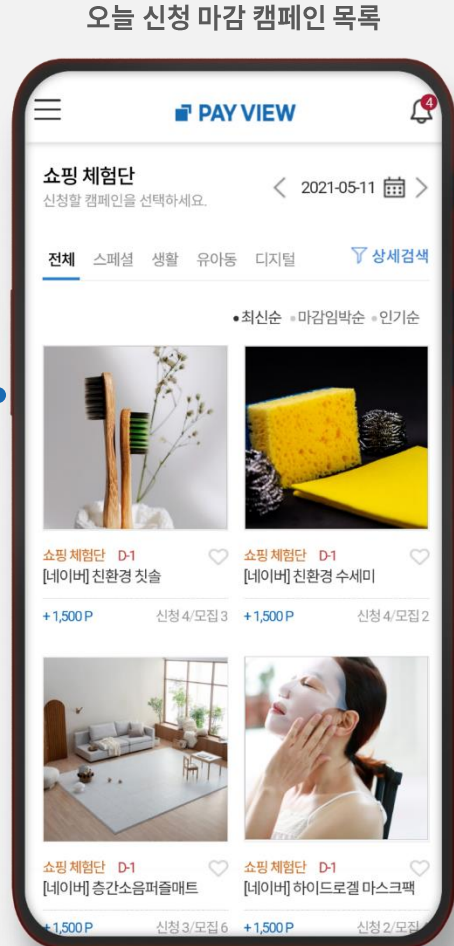 오늘 신청 마감 캠페인 목록
PAY VIEW
4
쇼핑 체험단
2021-05-11
신청할 캠페인을 선택하세요.
전체 스페셜 생활 유아동 디지털 상세검색
최신순 마감임박순 인기순
쇼핑 체험단 D-1
[네이버] 친환경 칫솔
+ 1,500 P 신청 4/모집 3
쇼핑 체험단 D-1
[네이버] 친환경 수세미
+ 1,500 P 신청 4/모집 2
쇼핑 체험단 D-1
[네이버] 층간소음퍼즐매트
+ 1,500 P 신청 3/모집 6
쇼핑 체험단 D-1
[네이버] 하이드로겔 마스크팩
+ 1,500 P 신청 2/모집